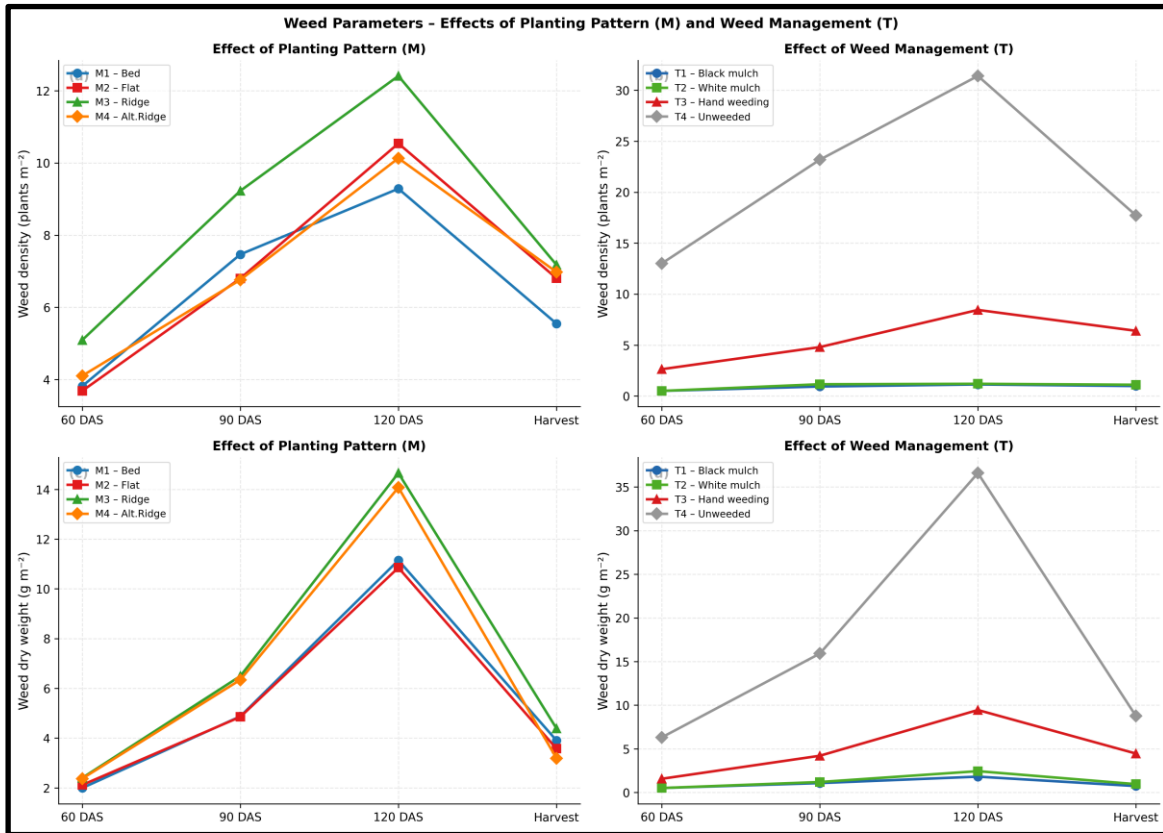 Weed Parameters – Effects of Planting Pattern (M) and Weed Management (T)
Effect of Planting Pattern (M)
(a)
M1 – Bed
M2 – Flat
M3 – Ridge
M4 – Alt.Ridge
Weed density (plants m⁻²)
12
10
8
6
4
60 DAS
90 DAS
120 DAS
Harvest
Effect of Weed Management (T)
T1 – Black mulch
T2 – White mulch
T3 – Hand weeding
T4 – Unweeded
Weed density (plants m⁻²)
30
25
20
15
10
5
0
60 DAS
90 DAS
120 DAS
Harvest
Effect of Planting Pattern (M)
(c)
M1 – Bed
M2 – Flat
M3 – Ridge
M4 – Alt.Ridge
Weed dry weight (g m⁻²)
14
12
10
8
6
4
2
60 DAS
90 DAS
120 DAS
Harvest
Effect of Weed Management (T)
T1 – Black mulch
T2 – White mulch
T3 – Hand weeding
T4 – Unweeded
Weed dry weight (g m⁻²)
35
30
25
20
15
10
5
0
60 DAS
90 DAS
120 DAS
Harvest